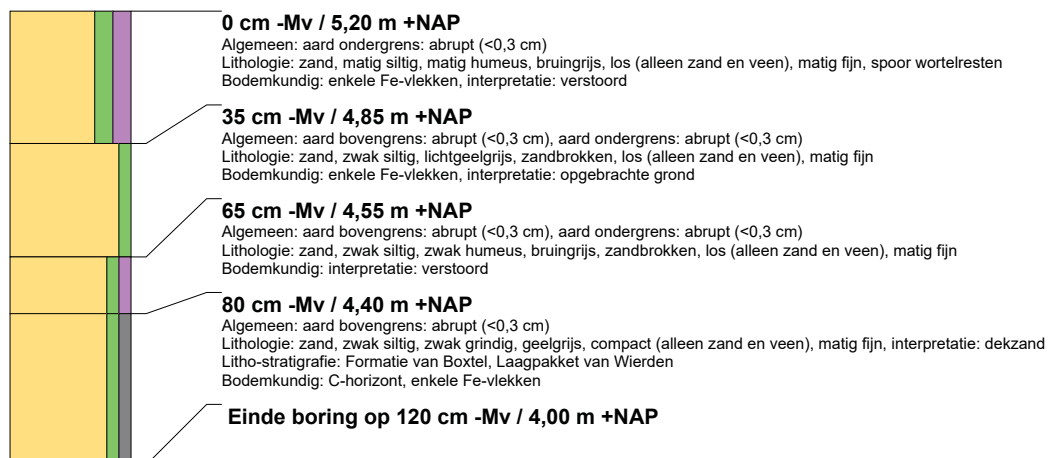 0 cm -Mv / 5,20 m +NAP
Algemeen: aard ondergrens: abrupt (<0,3 cm)
Lithologie: zand, matig siltig, matig humeus, bruingrijs, los (alleen zand en veen), matig fijn, spoor wortelresten
Bodemkundig: enkele Fe-vlekken, interpretatie: verstoord
35 cm -Mv / 4,85 m +NAP
Algemeen: aard bovengrens: abrupt (<0,3 cm), aard ondergrens: abrupt (<0,3 cm)
Lithologie: zand, zwak siltig, lichtgeelgrijs, zandbrokken, los (alleen zand en veen), matig fijn
Bodemkundig: enkele Fe-vlekken, interpretatie: opgebrachte grond
65 cm -Mv / 4,55 m +NAP
Algemeen: aard bovengrens: abrupt (<0,3 cm), aard ondergrens: abrupt (<0,3 cm)
Lithologie: zand, zwak siltig, zwak humeus, bruingrijs, zandbrokken, los (alleen zand en veen), matig fijn
Bodemkundig: interpretatie: verstoord
80 cm -Mv / 4,40 m +NAP
Algemeen: aard bovengrens: abrupt (<0,3 cm)
Lithologie: zand, zwak siltig, zwak grindig, geelgrijs, compact (alleen zand en veen), matig fijn, interpretatie: dekzand
Litho-stratigrafie: Formatie van Boxtel, Laagpakket van Wierden
Bodemkundig: C-horizont, enkele Fe-vlekken
Einde boring op 120 cm -Mv / 4,00 m +NAP